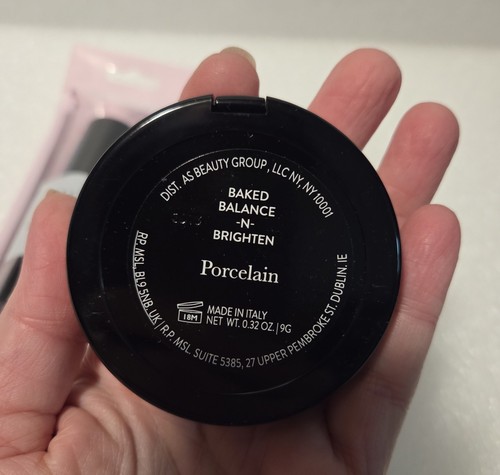 DIST. AS BEAUTY GROUP, LLC NY, NY 10001
BAKED
BALANCE
-N-
BRIGHTEN
Porcelain
18M
MADE IN ITALY
NET WT. 0.32 OZ. | 9G
RP. MSL, BL9 5NB, UK | R.P. MSL SUITE 5385, 27 UPPER PEMBROKE ST. DUBLIN. IE